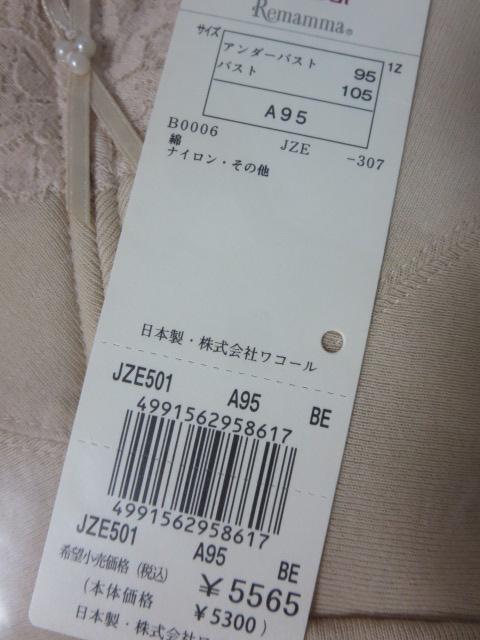 Remamma®
サイズ
1Z
アンダーバスト 95
バスト 105
A95
B0006 JZE -307
綿
ナイロン・その他
日本製・株式会社ワコール
JZE501 A95 BE
4991562958617
4991562958617
JZE501 A95 BE
希望小売価格(税込) ¥5565
(本体価格 ¥5300)
日本製・株式会社ワコ